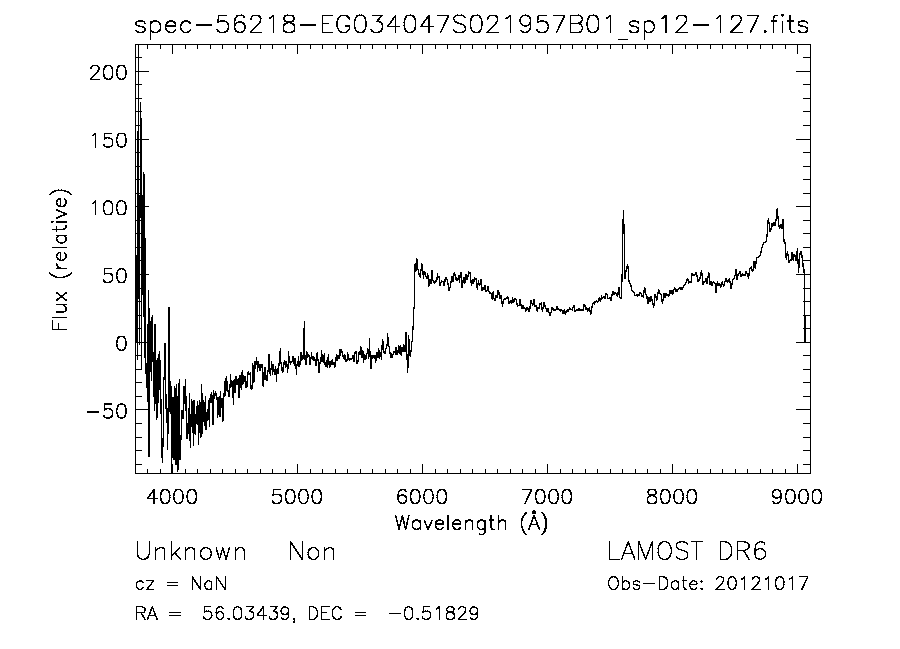 spec-56218-EG034047S021957B01_sp12-127.fits
200
150
100
50
0
-50
Flux (relative)
4000 5000 6000 7000 8000 9000
Wavelength (Å)
Unknown Non LAMOST DR6
cz = NaN Obs-Date: 20121017
RA = 56.03439, DEC = -0.51829